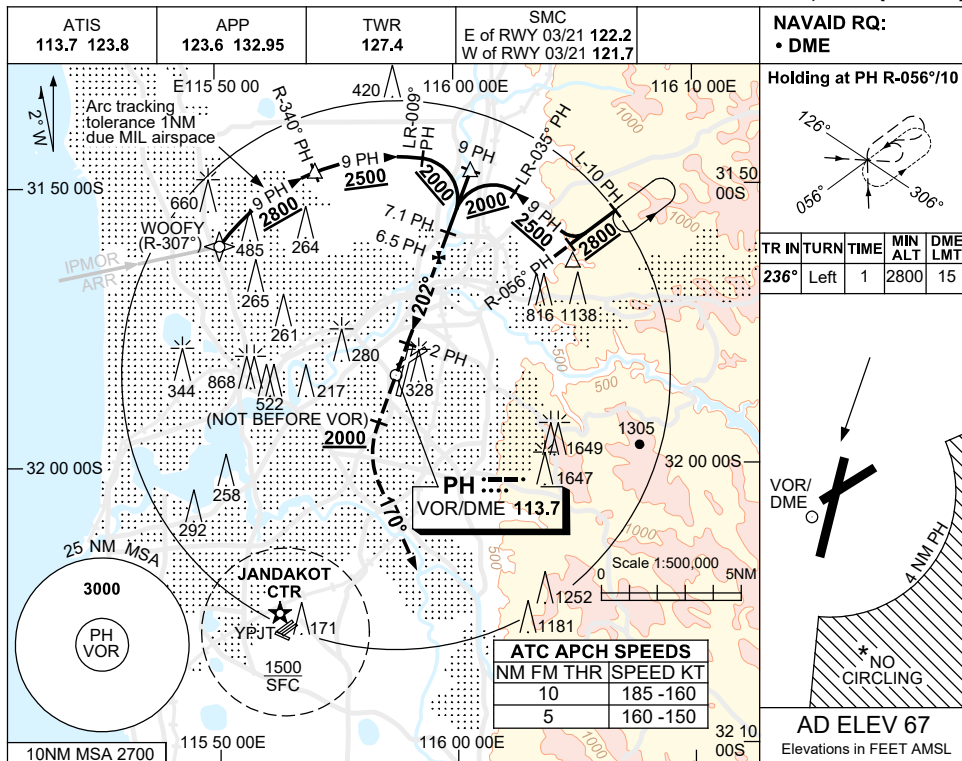 ATIS
113.7 123.8
APP
123.6 132.95
TWR
127.4
SMC
E of RWY 03/21 122.2
W of RWY 03/21 121.7
NAVAID RQ:
• DME
Holding at PH R-056°/10
126°
056°
306°
TR IN TURN TIME MIN ALT DME LMT
236° Left 1 2800 15
VOR/
DME
4 NM PH
* NO
CIRCLING
AD ELEV 67
Elevations in FEET AMSL
E115 50 00
116 00 00E
116 10 00E
2° W
Arc tracking
tolerance 1NM
due MIL airspace
420
R-340° PH
LR-009°
PH
9 PH
LR-035° PH
L-10 PH
1000
31 50 00S
31 50
00S
9 PH
2500
2000
2000
9 PH
2500
2800
9 PH
2800
660
WOOFY
(R-307°)
485
264
7.1 PH
6.5 PH
IPMOR
ARR
R-056° PH
1000
265
261
202°
816
1138
500
500
280
2 PH
344
868
522
217
328
(NOT BEFORE VOR)
2000
1305
1649
1647
32 00 00S
32 00 00S
258
292
170°
PH
VOR/DME 113.7
1000
500
25 NM MSA
3000
PH
VOR
JANDAKOT
CTR
YPJT
171
1500
SFC
Scale 1:500,000
0 5NM
1252
1181
1000
ATC APCH SPEEDS
NM FM THR SPEED KT
10 185 -160
5 160 -150
10NM MSA 2700
115 50 00E
116 00 00E
32 10
00S